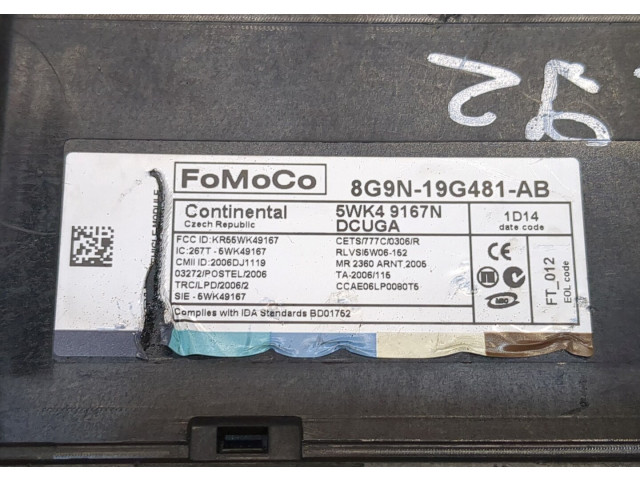 92
FoMoCo
8G9N-19G481-AB
Continental
Czech Republic
5WK4 9167N
DCUGA
1D14
date code
FCC ID:KR55WK49167
IC:267T - 5WK49167
CMII ID:2006DJ1119
03272/POSTEL/2006
TRC/LPD/2006/2
SIE - 5WK49167
CETS/777C/0306/R
RLVSI5W06-152
MR 2360 ARNT 2005
TA-2006/115
CCAE06LP0080T5
CE
FT_012
EOL code
Complies with IDA Standards BD01752